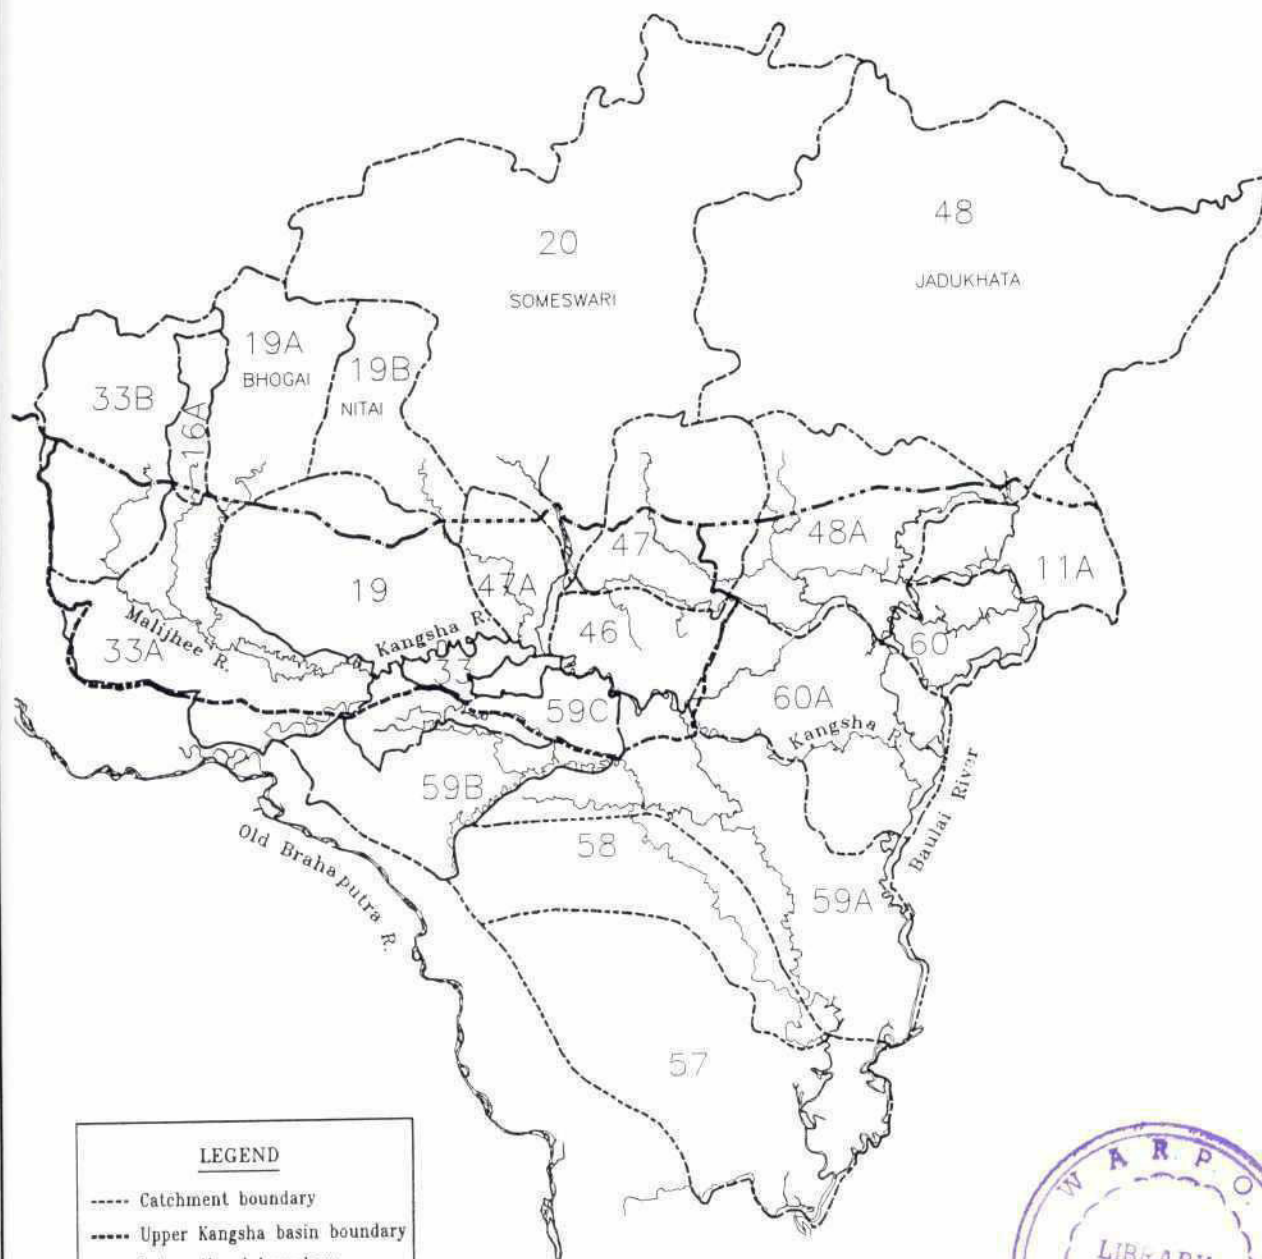 48
20
JADUKHATA
SOMESWARI
19A
BHOGAI
19B
NITAI
33B
16A
47
48A
11A
19
47A
46
60
Malijhee R.
Kangsha R.
33A
33
60A
59C
Kangsha R.
59B
Baulai River
Old Brahaputra R.
58
59A
57
LEGEND
Catchment boundary
Upper Kangsha basin boundary
WARPO
LIBRARY